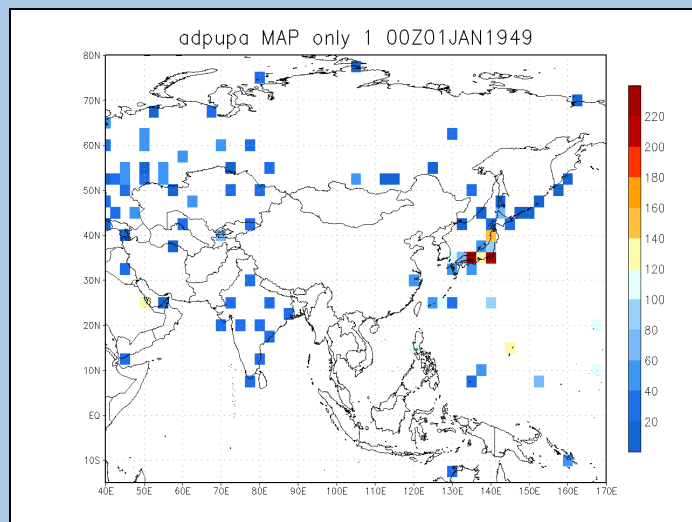 adpupa MAP only 1 00Z01JAN1949
80N
70N
60N
50N
40N
30N
20N
10N
EQ
10S
40E 50E 60E 70E 80E 90E 100E 110E 120E 130E 140E 150E 160E 170E
220
200
180
160
140
120
100
80
60
40
20